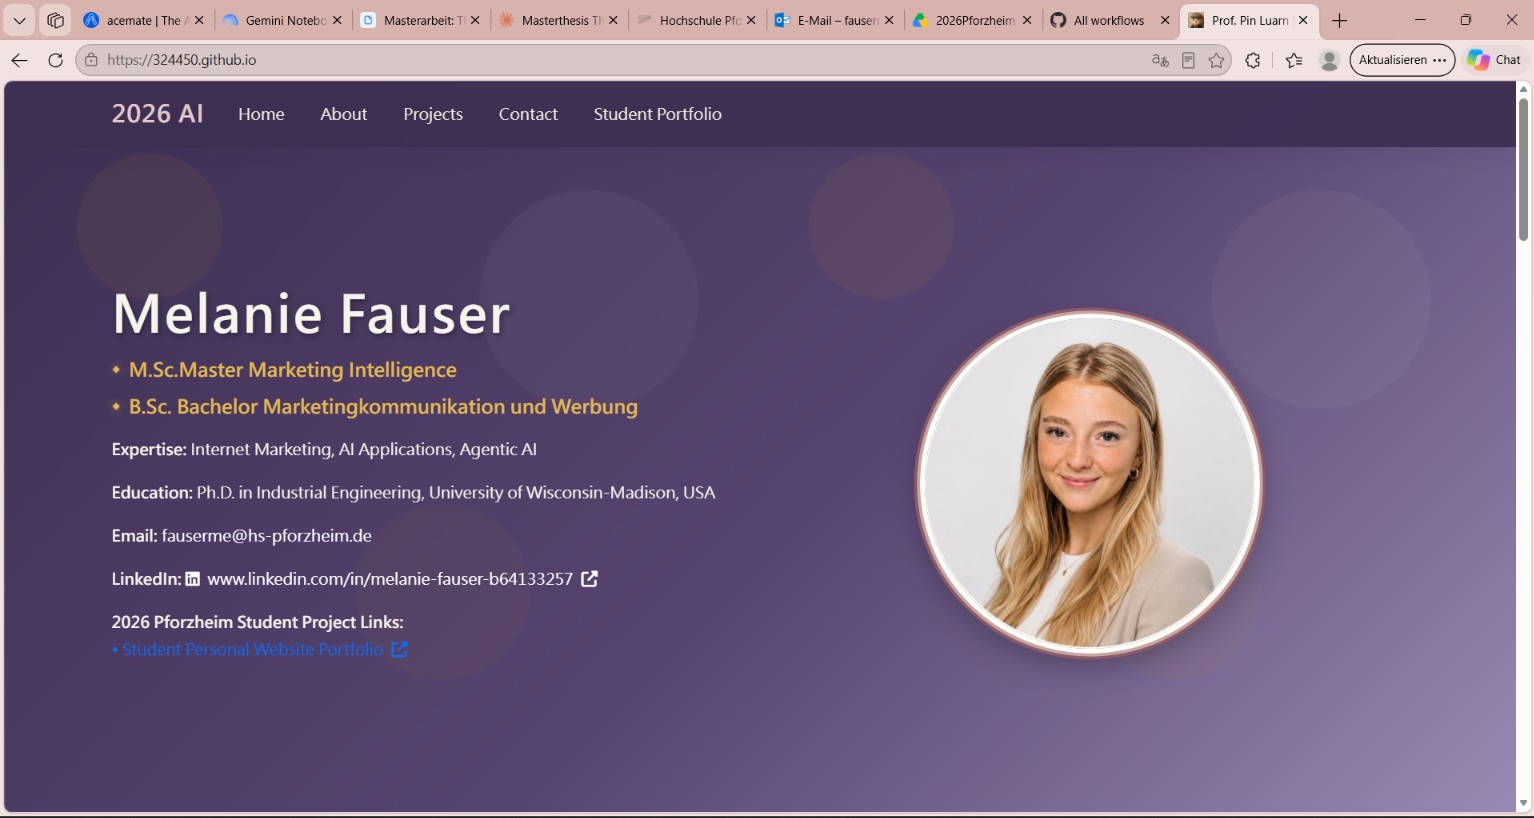 acemate | The A
Gemini Notebo
Masterarbeit: T
Masterthesis Th
Hochschule Pfo
E-Mail – fauserm
2026Pforzheim
All workflows
Prof. Pin Luarn
https://324450.github.io
Aktualisieren
Chat
2026 AI
Home
About
Projects
Contact
Student Portfolio
Melanie Fauser
M.Sc.Master Marketing Intelligence
B.Sc. Bachelor Marketingkommunikation und Werbung
Expertise: Internet Marketing, AI Applications, Agentic AI
Education: Ph.D. in Industrial Engineering, University of Wisconsin-Madison, USA
Email: fauserme@hs-pforzheim.de
LinkedIn: www.linkedin.com/in/melanie-fauser-b64133257
2026 Pforzheim Student Project Links:
• Student Personal Website Portfolio